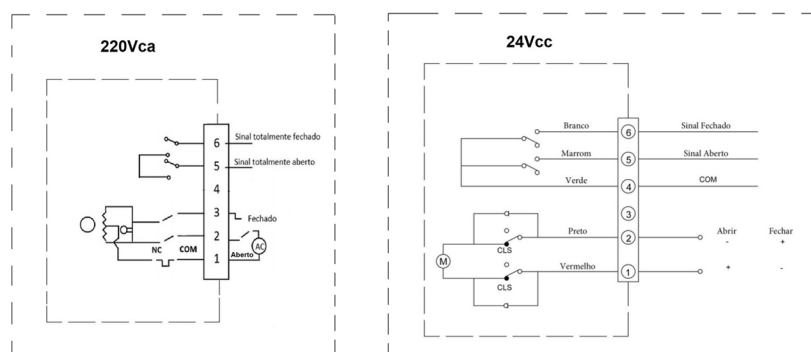 220Vca
6 Sinal totalmente fechado
5 Sinal totalmente aberto
4
3 Fechado
2
NC COM 1 Aberto AC
24Vcc
Branco 6 Sinal Fechado
Marrom 5 Sinal Aberto
Verde 4 COM
3
Preto 2 Abrir Fechar
- +
CLS
M
Vermelho 1 + -
CLS